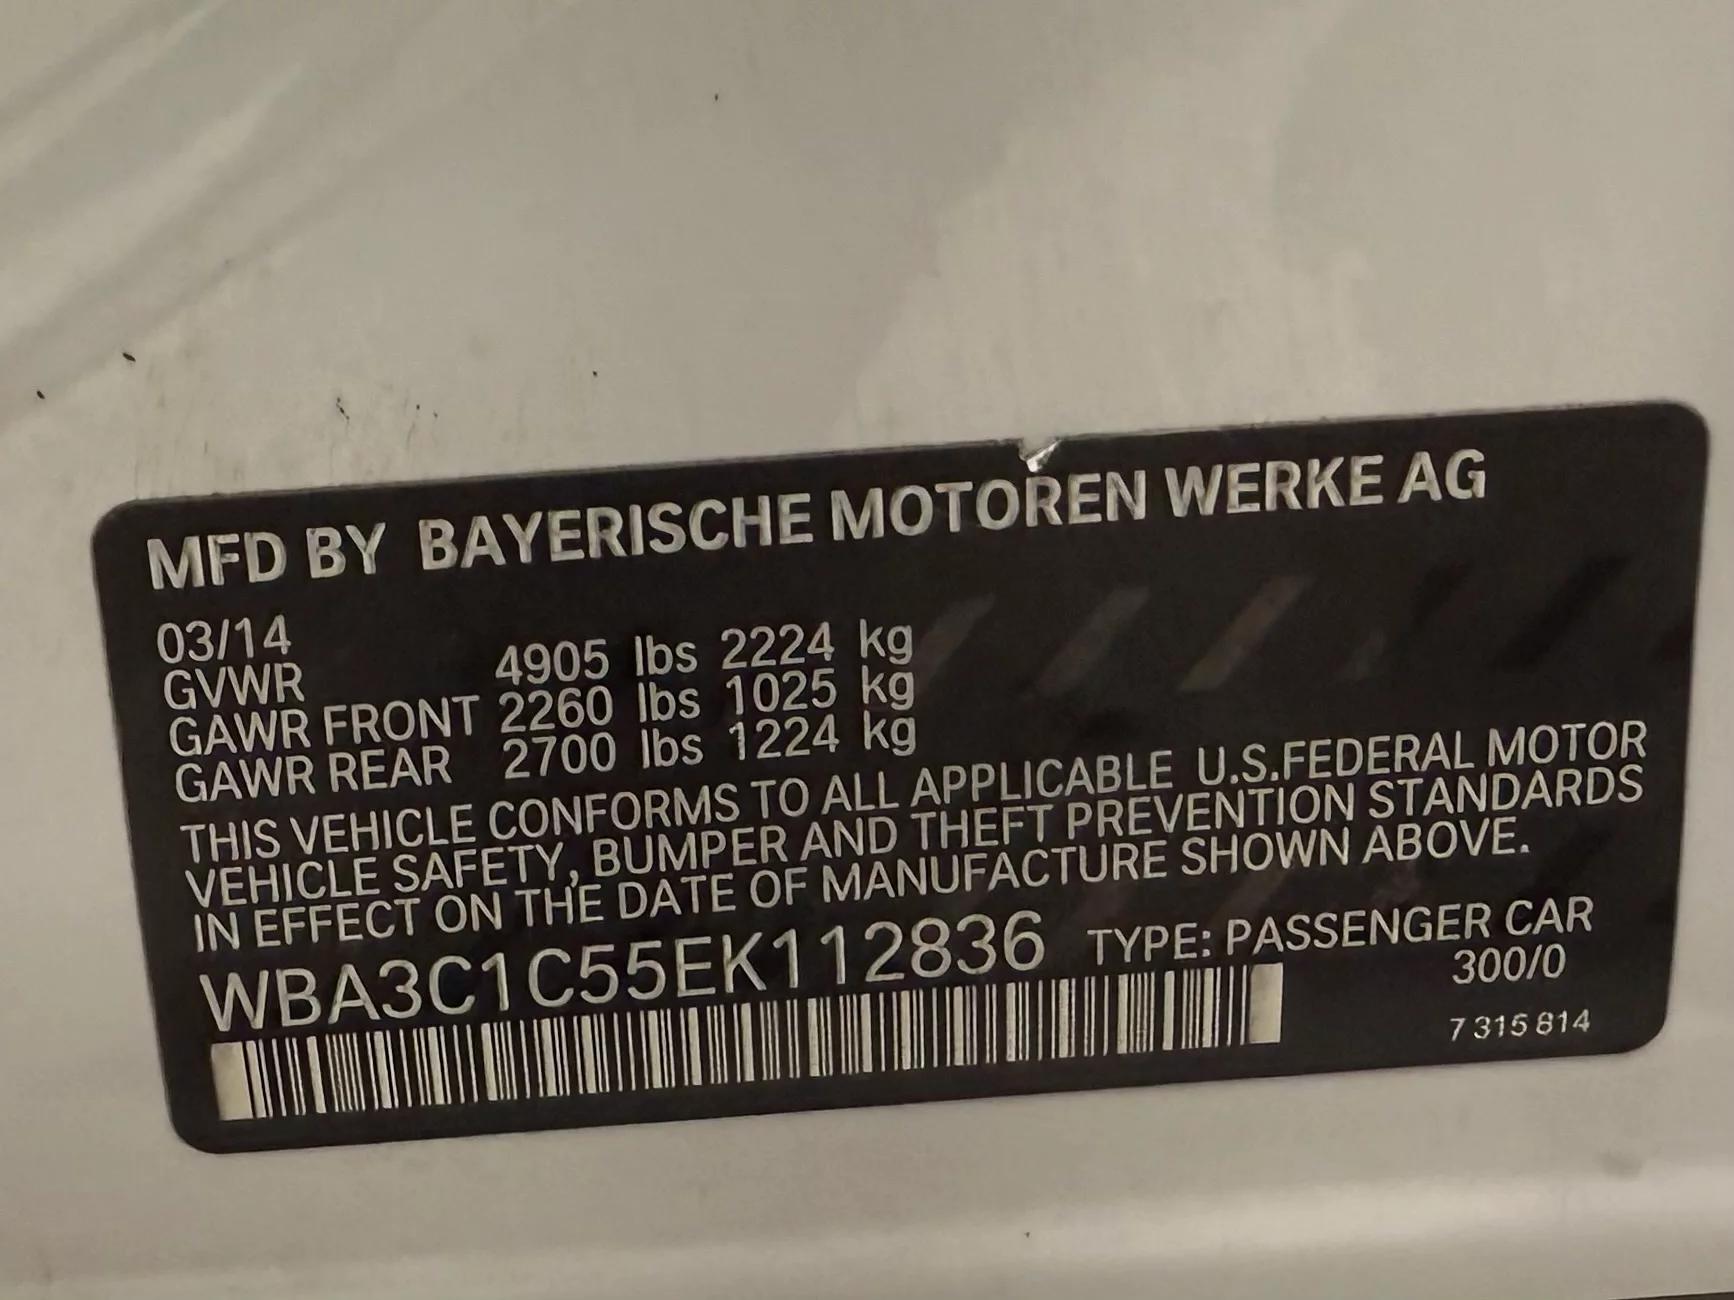 MFD BY BAYERISCHE MOTOREN WERKE AG
03/14
GVWR 4905 lbs 2224 kg
GAWR FRONT 2260 lbs 1025 kg
GAWR REAR 2700 lbs 1224 kg
THIS VEHICLE CONFORMS TO ALL APPLICABLE U.S.FEDERAL MOTOR
VEHICLE SAFETY, BUMPER AND THEFT PREVENTION STANDARDS
IN EFFECT ON THE DATE OF MANUFACTURE SHOWN ABOVE.
WBA3C1C55EK112836 TYPE: PASSENGER CAR
300/0
7 315 814